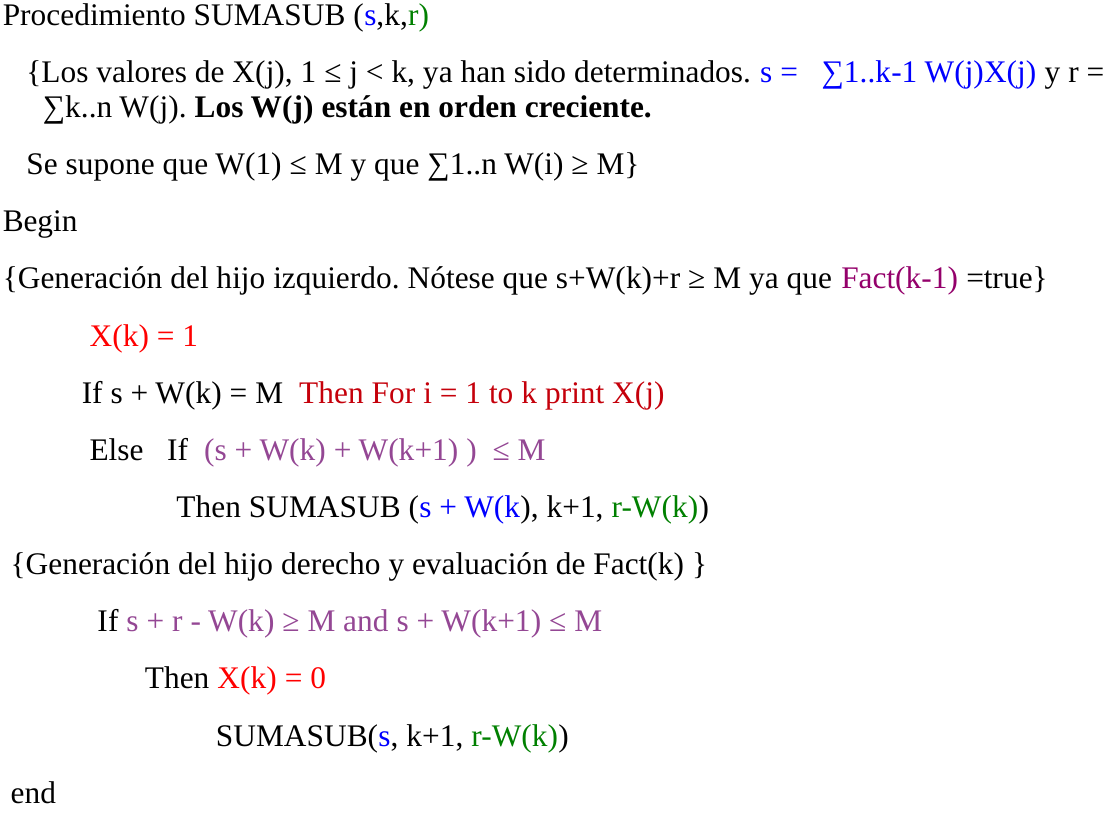 Procedimiento SUMASUB (s,k,r)
{Los valores de X(j), 1 ≤ j < k, ya han sido determinados. s = ∑1..k-1 W(j)X(j) y r =
∑k..n W(j). Los W(j) están en orden creciente.
Se supone que W(1) ≤ M y que ∑1..n W(i) ≥ M}
Begin
{Generación del hijo izquierdo. Nótese que s+W(k)+r ≥ M ya que Fact(k-1) =true}
X(k) = 1
If s + W(k) = M Then For i = 1 to k print X(j)
Else If (s + W(k) + W(k+1) ) ≤ M
Then SUMASUB (s + W(k), k+1, r-W(k))
{Generación del hijo derecho y evaluación de Fact(k) }
If s + r - W(k) ≥ M and s + W(k+1) ≤ M
Then X(k) = 0
SUMASUB(s, k+1, r-W(k))
end